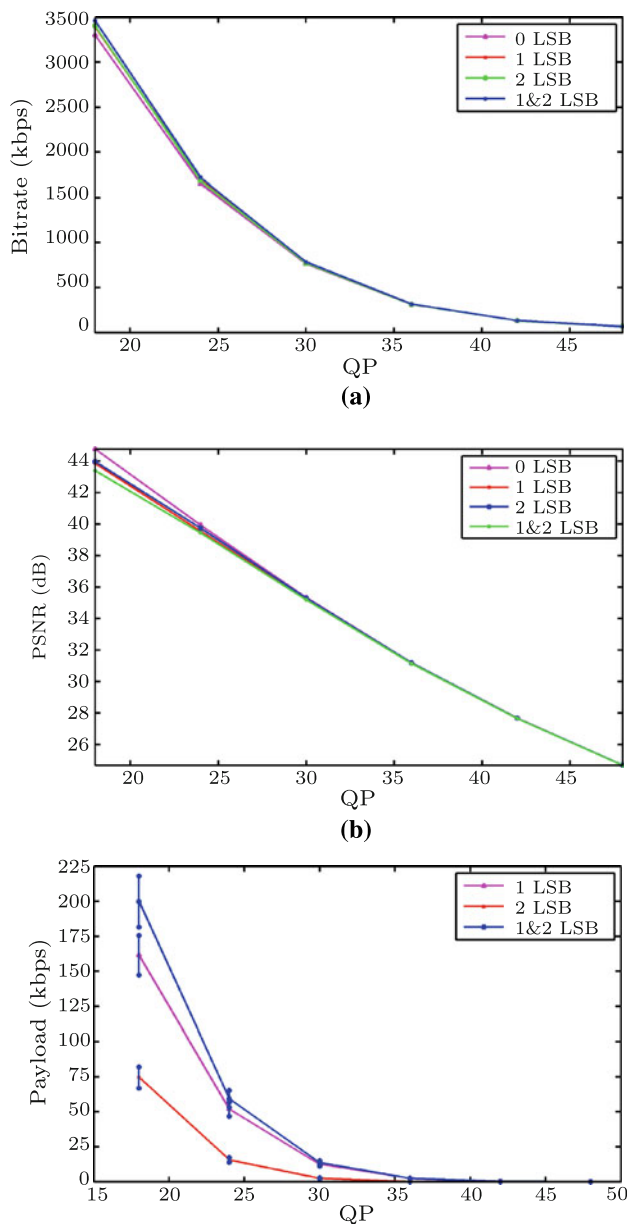 3500
3000
2500
2000
1500
1000
500
0
Bitrate (kbps)
0 LSB
1 LSB
2 LSB
1&2 LSB
20 25 30 35 40 45
QP
(a)
44
42
40
38
36
34
32
30
28
26
PSNR (dB)
0 LSB
1 LSB
2 LSB
1&2 LSB
20 25 30 35 40 45
QP
(b)
225
200
175
150
125
100
75
50
25
0
Payload (kbps)
1 LSB
2 LSB
1&2 LSB
15 20 25 30 35 40 45 50
QP